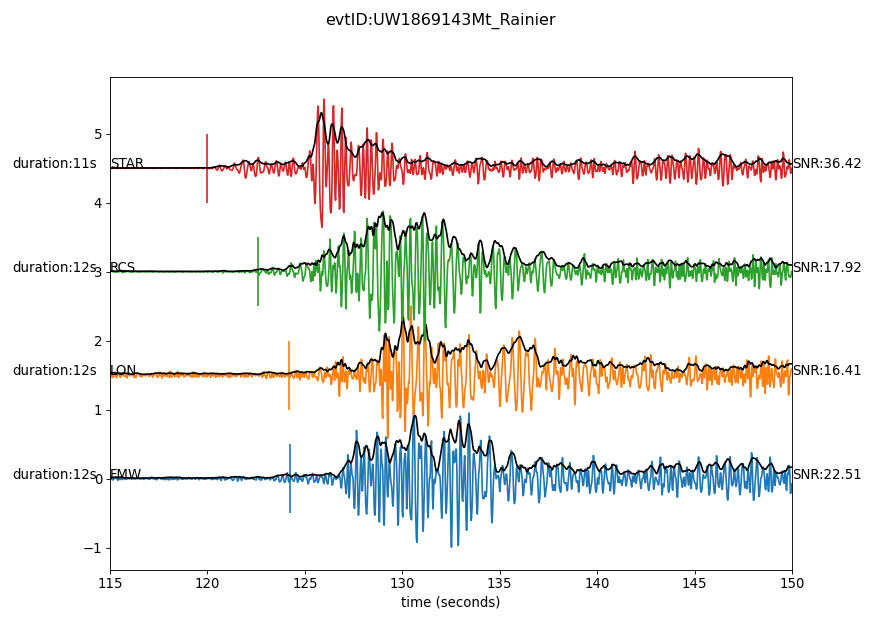 evtID:UW1869143Mt_Rainier
5
duration:11s STAR SNR:36.42
4
duration:12s 3 RCS SNR:17.92
2
duration:12s LON SNR:16.41
1
duration:12s 0 FMW SNR:22.51
−1
115 120 125 130 135 140 145 150
time (seconds)